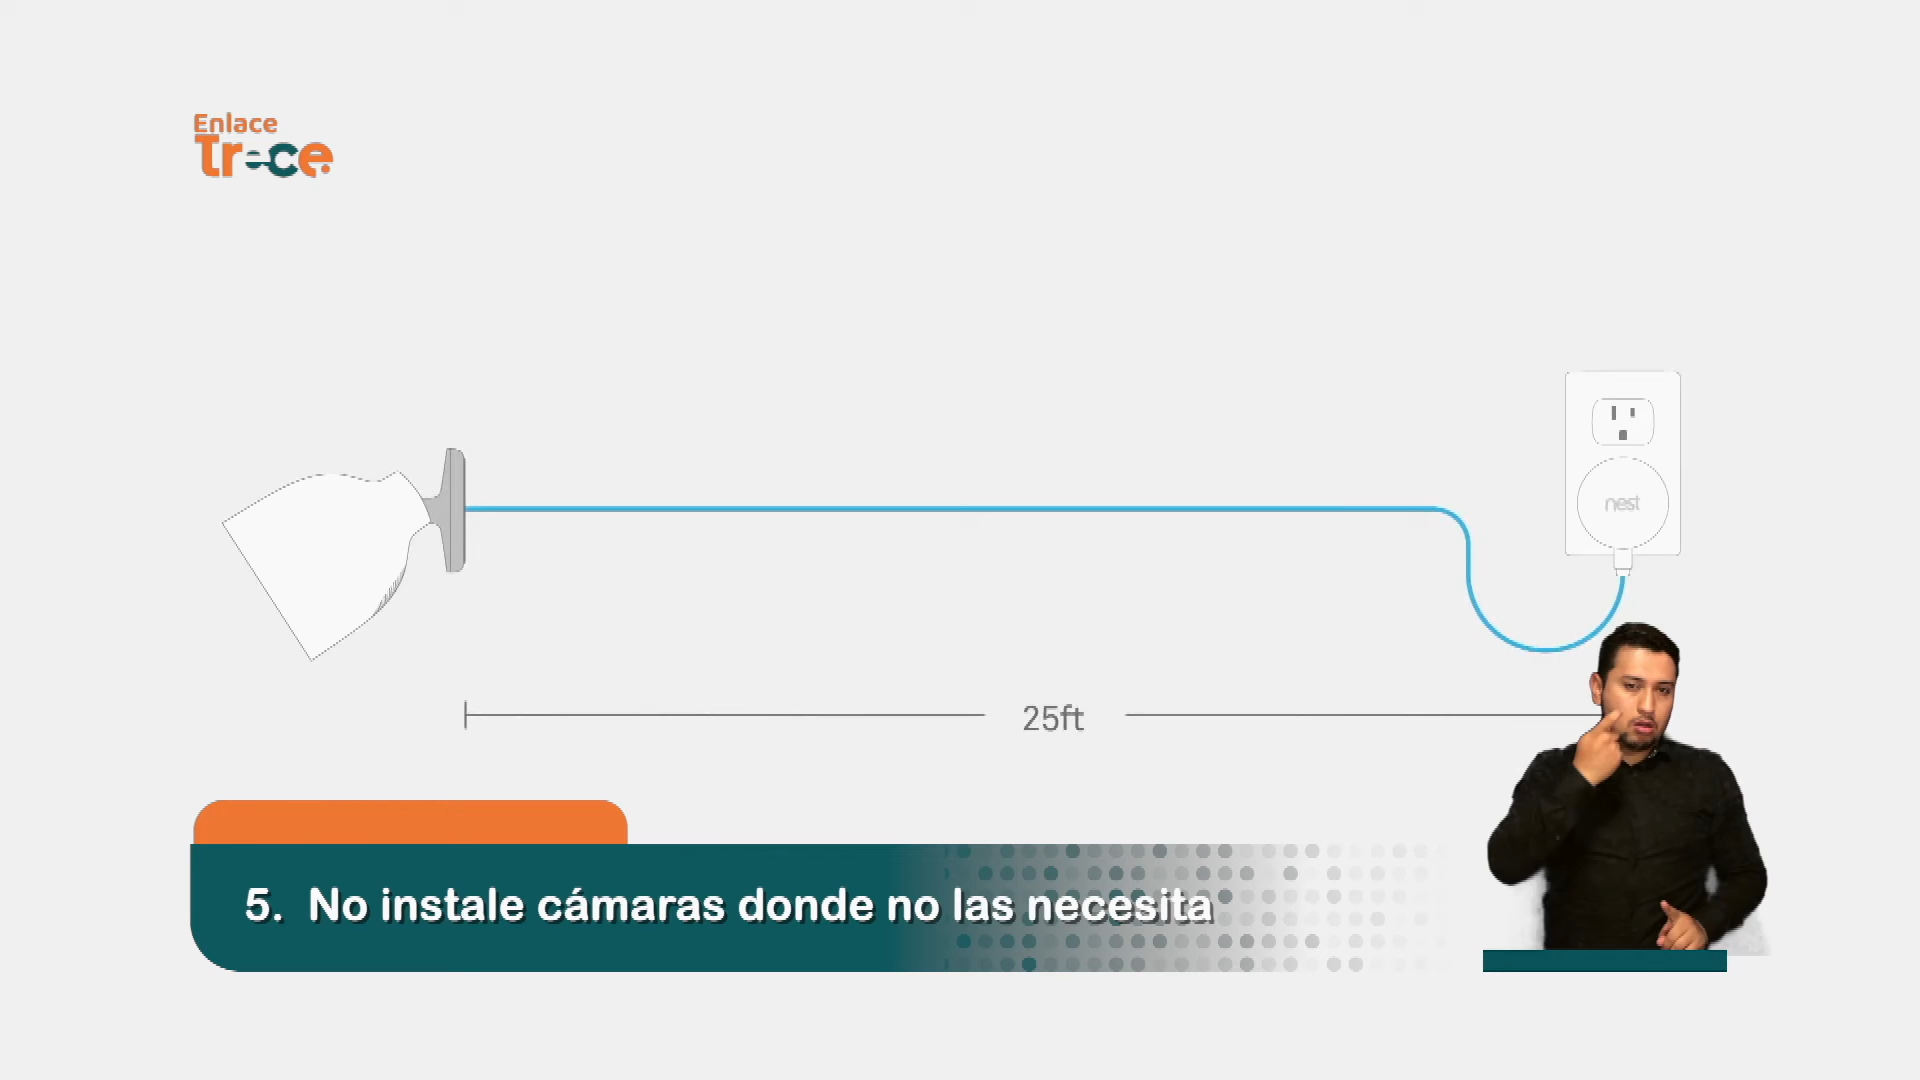 Enlace
Trece
nest
25ft
5. No instale cámaras donde no las necesita